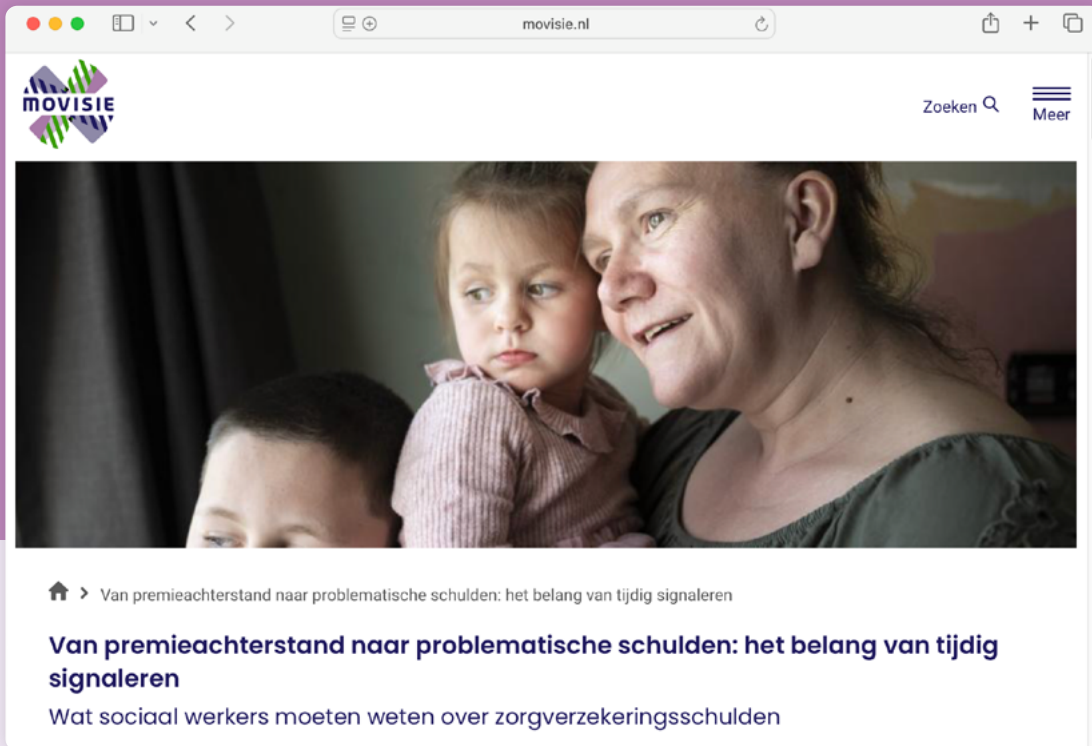 movisie.nl
MOVISIE
Zoeken
Meer
Van premieachterstand naar problematische schulden: het belang van tijdig signaleren
Van premieachterstand naar problematische schulden: het belang van tijdig
signaleren
Wat sociaal werkers moeten weten over zorgverzekeringsschulden